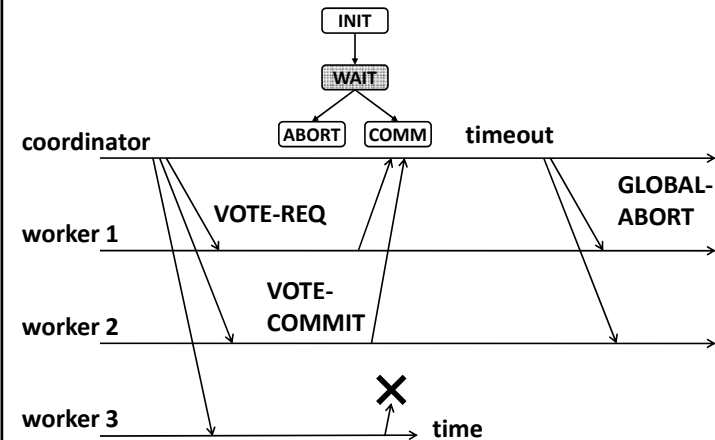 INIT
WAIT
ABORT COMM
coordinator
timeout
GLOBAL-
ABORT
VOTE-REQ
worker 1
VOTE-
COMMIT
worker 2
worker 3
time